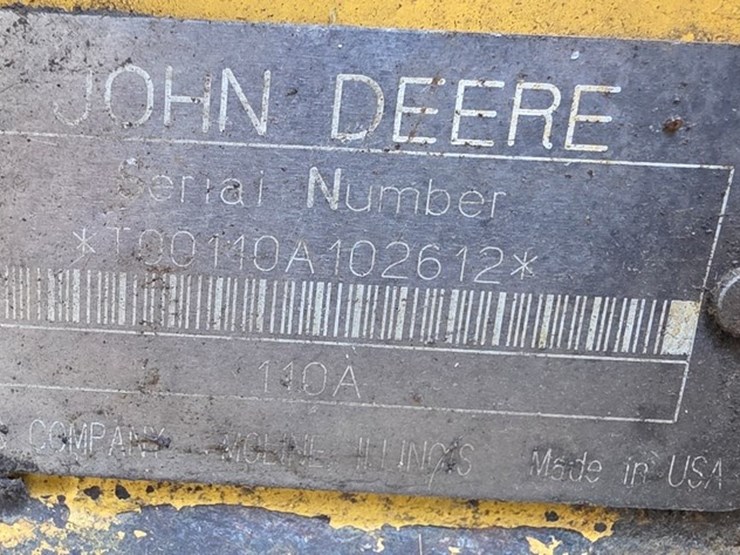 JOHN DEERE
Serial Number
*T00110A102612*
110A
& COMPANY MOLINE, ILLINOIS Made in USA